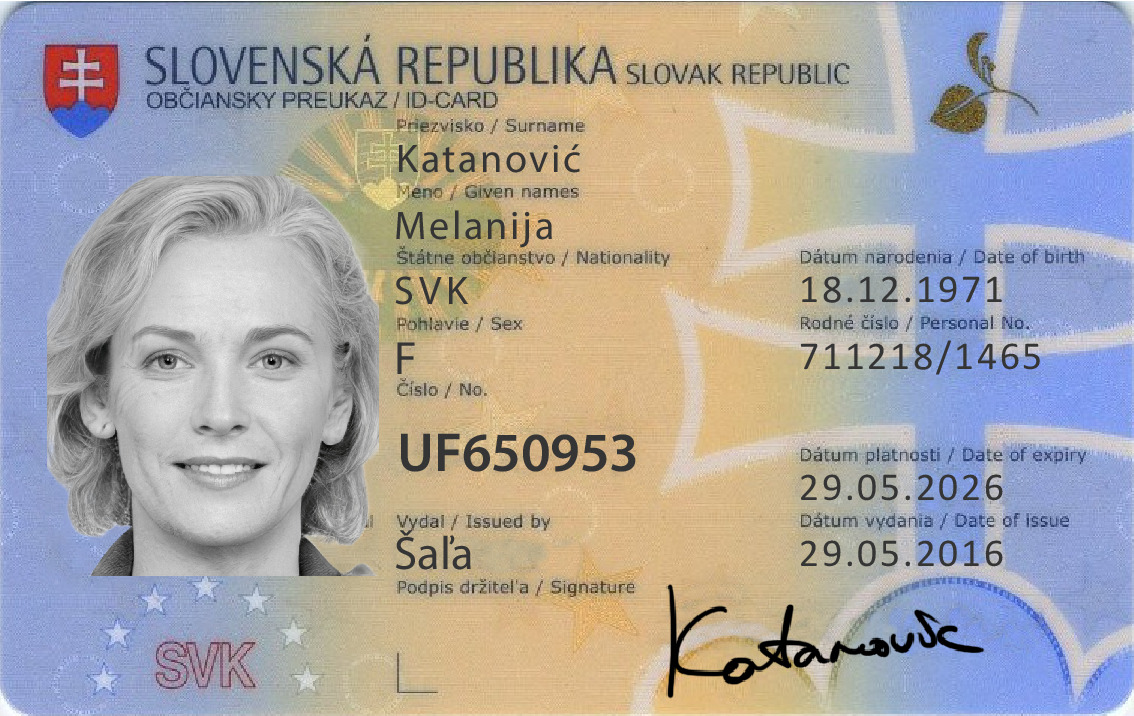 SLOVENSKÁ REPUBLIKA SLOVAK REPUBLIC
OBČIANSKY PREUKAZ / ID-CARD
Priezvisko / Surname
Katanović
Meno / Given names
Melanija
Štátne občianstvo / Nationality
SVK
Dátum narodenia / Date of birth
18.12.1971
Pohlavie / Sex
F
Rodné číslo / Personal No.
711218/1465
Číslo / No.
UF650953
Dátum platnosti / Date of expiry
29.05.2026
Vydal / Issued by
Šaľa
Dátum vydania / Date of issue
29.05.2016
Podpis držiteľa / Signature
Katanović
SVK